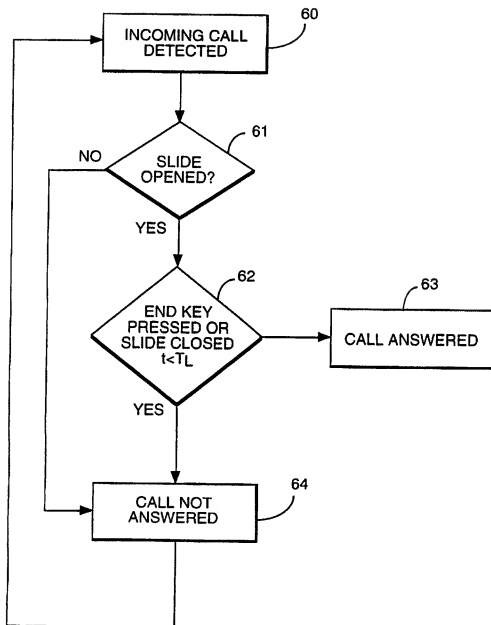 60
INCOMING CALL
DETECTED
61
NO
SLIDE
OPENED?
YES
62
END KEY
PRESSED OR
SLIDE CLOSED
t<TL
63
CALL ANSWERED
YES
64
CALL NOT
ANSWERED